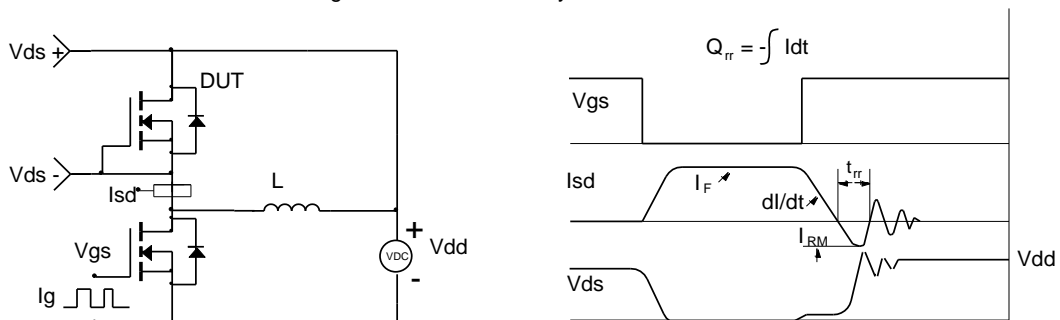 Vds +
DUT
Vds -
Isd
L
Vgs
Ig
+
VDC
-
Vdd
Qrr = -∫ Idt
Vgs
Isd
IF
dI/dt
trr
IRM
Vdd
Vds